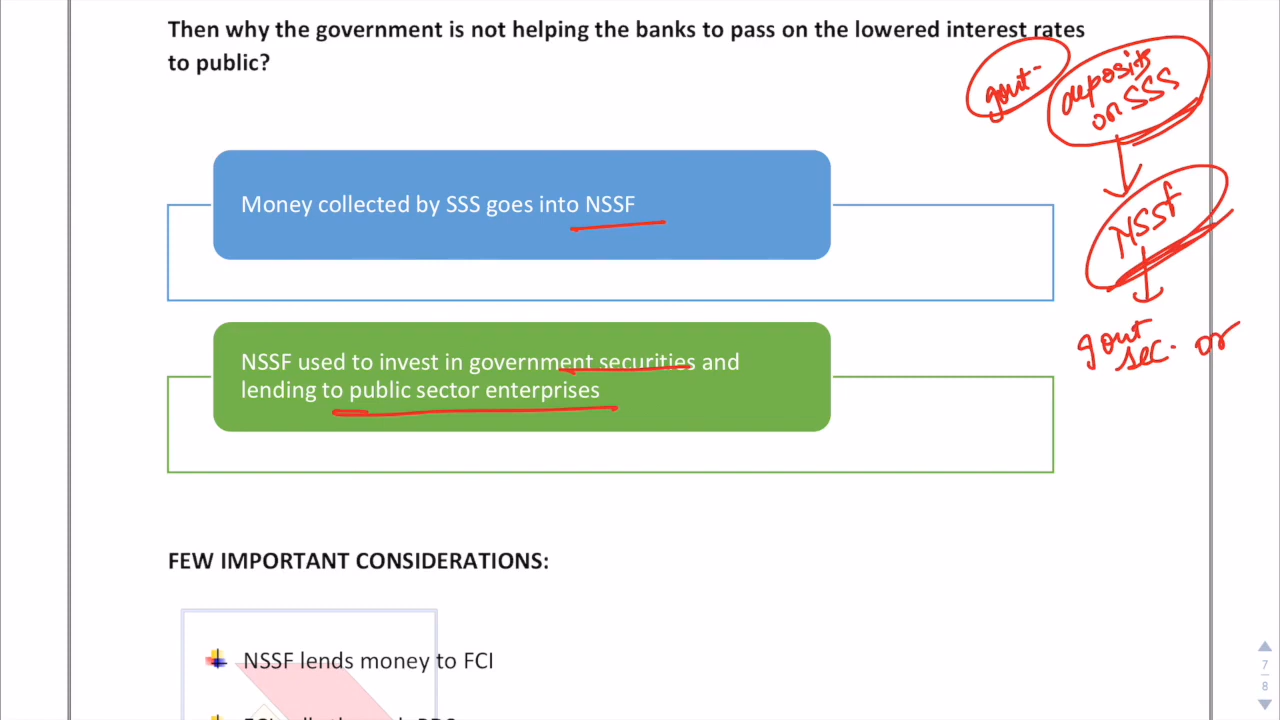 Then why the government is not helping the banks to pass on the lowered interest rates
to public?
govt
deposits
on SSS
Money collected by SSS goes into NSSF
NSSF
govt
sec. or
NSSF used to invest in government securities and
lending to public sector enterprises
FEW IMPORTANT CONSIDERATIONS:
NSSF lends money to FCI
7
8